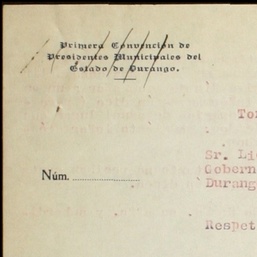 Primera Convención de
Presidentes Municipales del
Estado de Durango.
Sr. Li
Núm.
Gobern
Durang
Respet